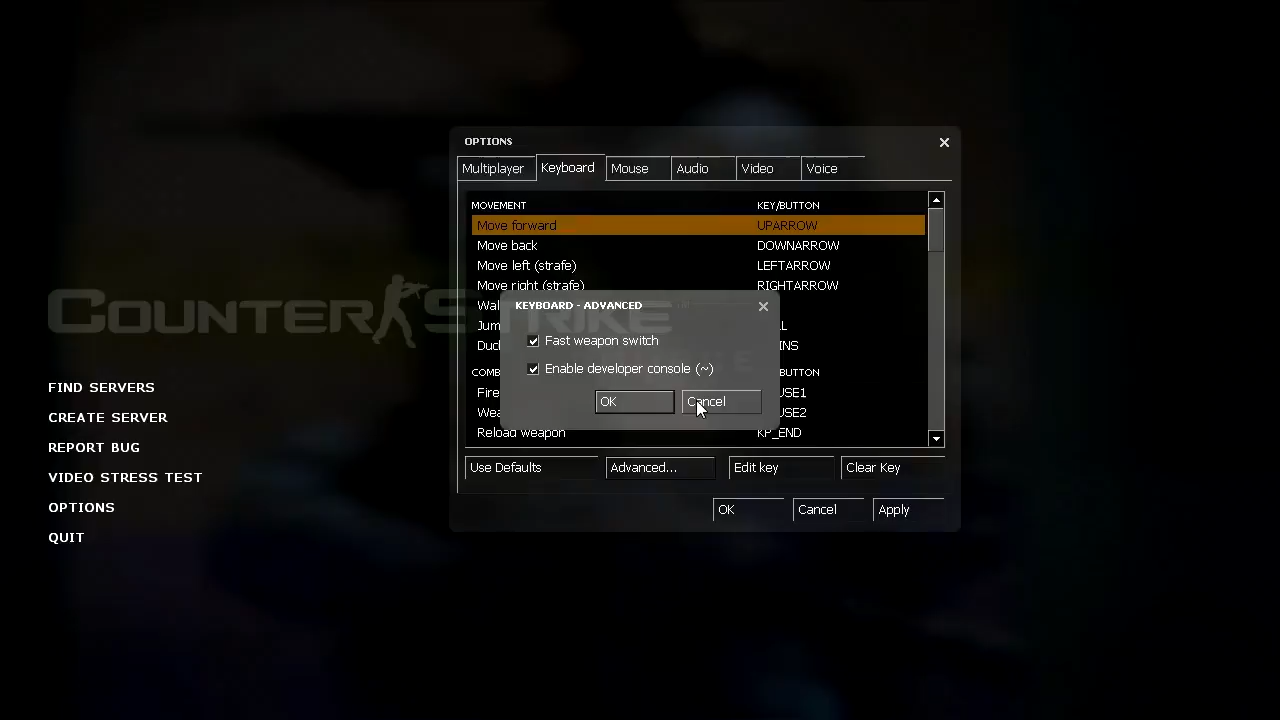 OPTIONS
Multiplayer Keyboard Mouse Audio Video Voice
MOVEMENT KEY/BUTTON
Move forward UPARROW
Move back DOWNARROW
Move left (strafe) LEFTARROW
Move right (strafe) RIGHTARROW
COUNTER STRIKE
KEYBOARD - ADVANCED
Fast weapon switch
Enable developer console (~)
OK Cancel
Reload weapon KP_END
Use Defaults Advanced... Edit key Clear Key
OK Cancel Apply
FIND SERVERS
CREATE SERVER
REPORT BUG
VIDEO STRESS TEST
OPTIONS
QUIT